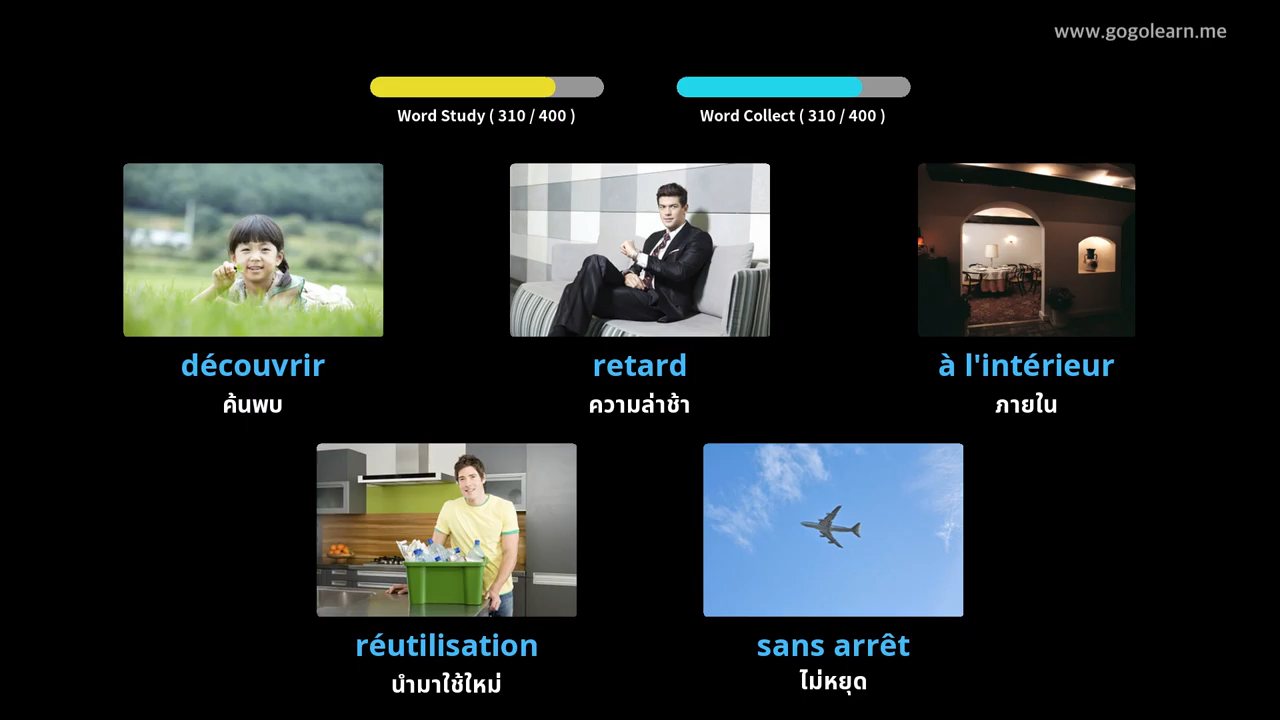 www.gogolearn.me
Word Study ( 310 / 400 )
Word Collect ( 310 / 400 )
découvrir
ค้นพบ
retard
ความล่าช้า
à l'intérieur
ภายใน
réutilisation
นำมาใช้ใหม่
sans arrêt
ไม่หยุด